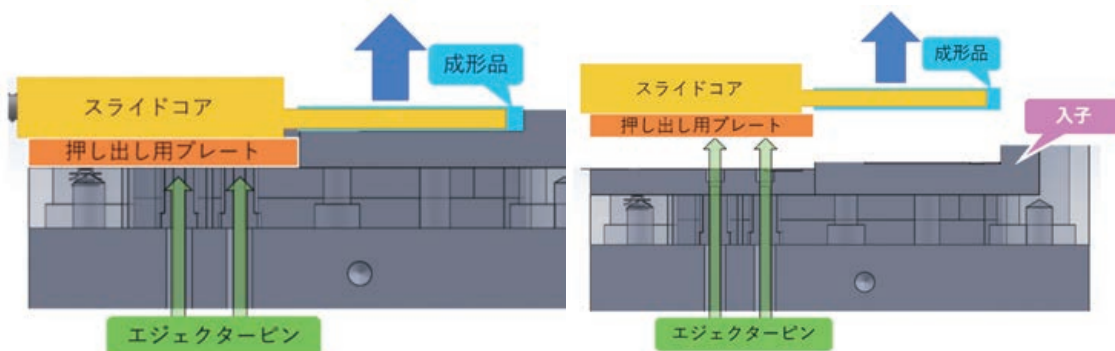 成形品
スライドコア
押し出し用プレート
エジェクターピン
成形品
スライドコア
入子
押し出し用プレート
エジェクターピン